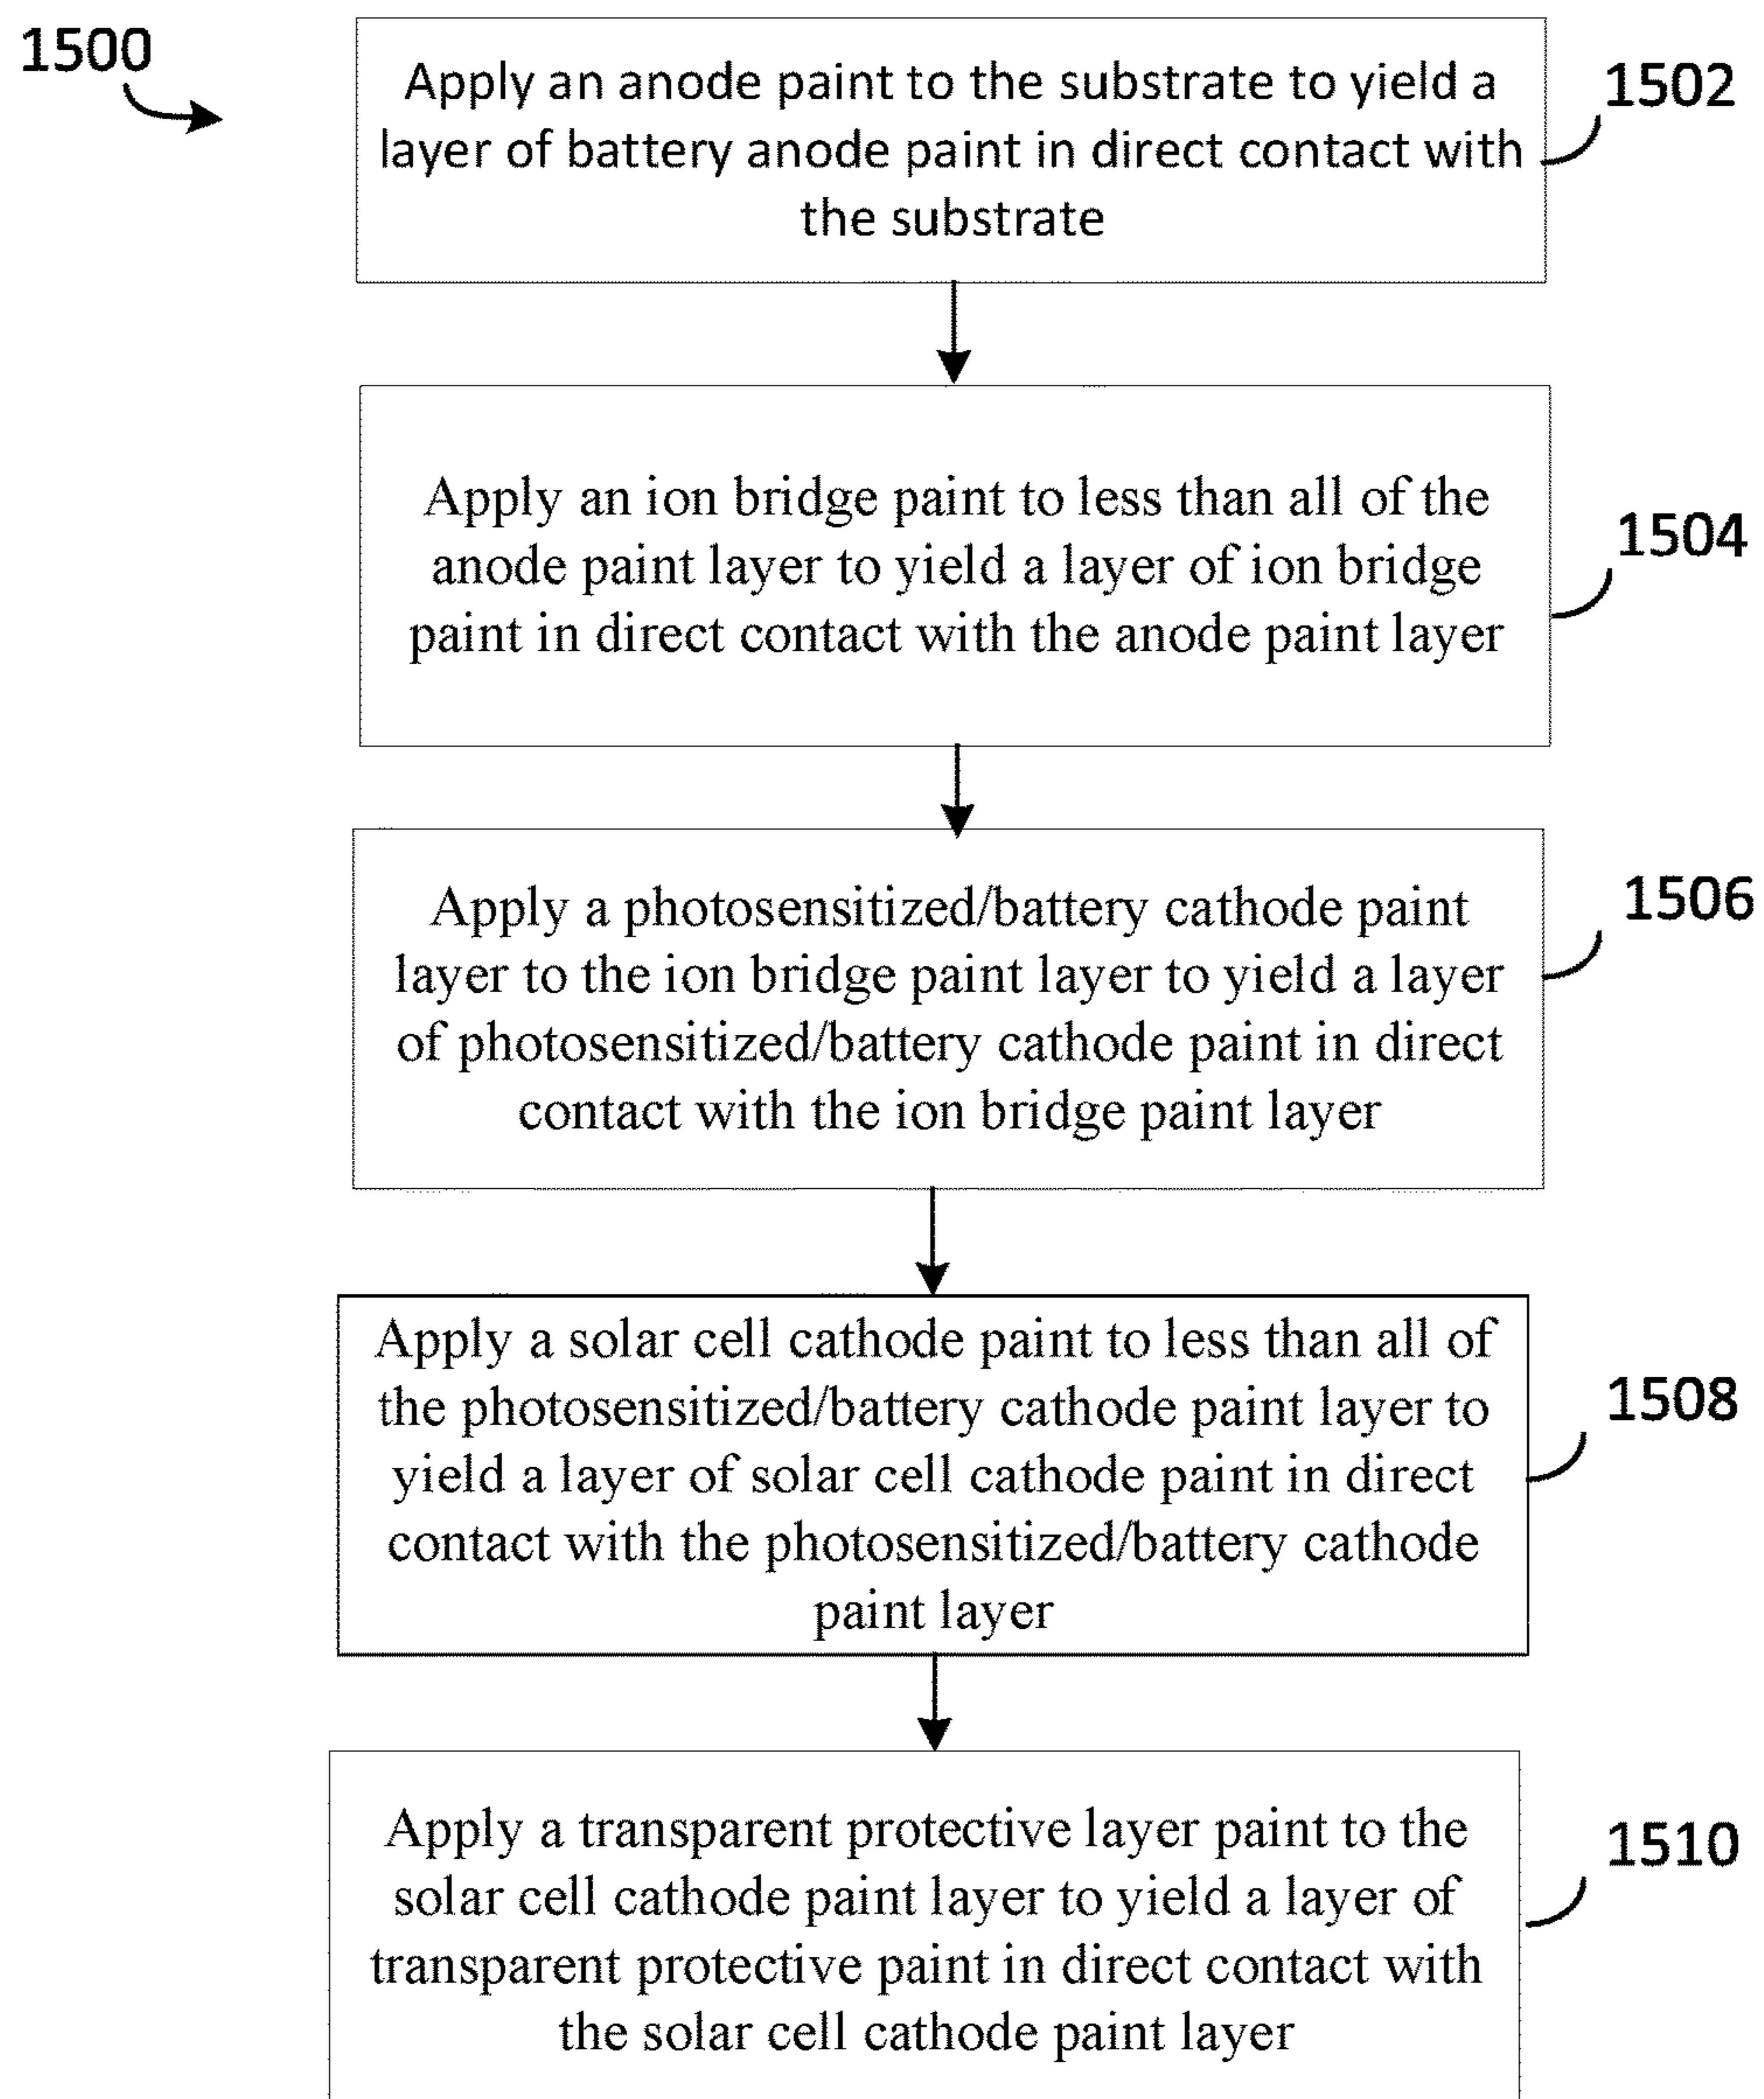 1500
Apply an anode paint to the substrate to yield a
layer of battery anode paint in direct contact with
the substrate
1502
Apply an ion bridge paint to less than all of the
anode paint layer to yield a layer of ion bridge
paint in direct contact with the anode paint layer
1504
Apply a photosensitized/battery cathode paint
layer to the ion bridge paint layer to yield a layer
of photosensitized/battery cathode paint in direct
contact with the ion bridge paint layer
1506
Apply a solar cell cathode paint to less than all of
the photosensitized/battery cathode paint layer to
yield a layer of solar cell cathode paint in direct
contact with the photosensitized/battery cathode
paint layer
1508
Apply a transparent protective layer paint to the
solar cell cathode paint layer to yield a layer of
transparent protective paint in direct contact with
the solar cell cathode paint layer
1510